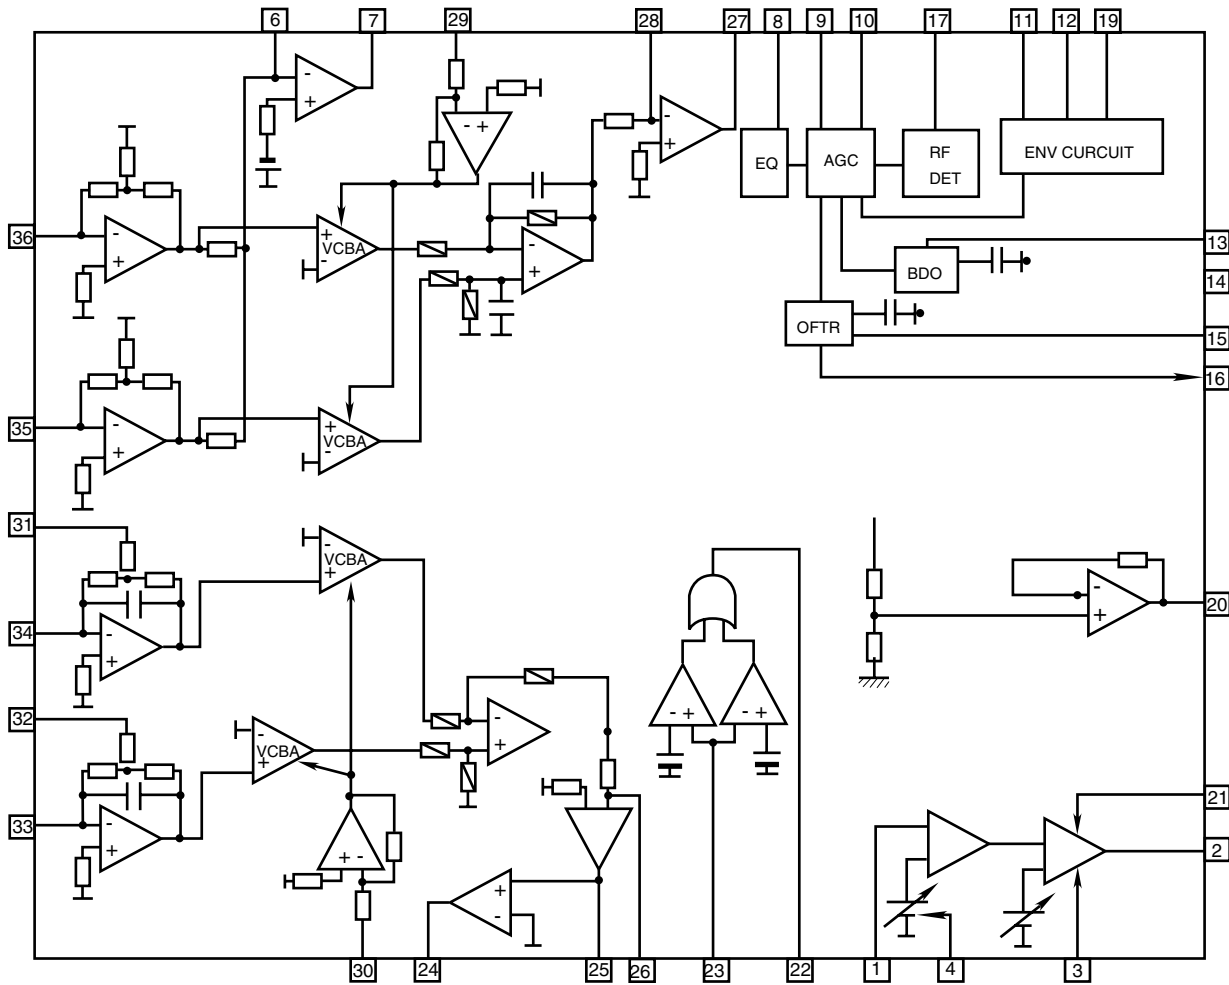 6 7 29 28 27 8 9 10 17 11 12 19
- +
- +
- +
EQ AGC RF DET ENV CURCUIT
36 - + + VCBA - - + 13
BDO 14
OFTR 15
16
35 - + + VCBA -
31 - VCBA +
34 - + - + 20
32 - VCBA + - + - + - +
33 - + + - 21
2
+ -
30 24 25 26 23 22 1 4 3